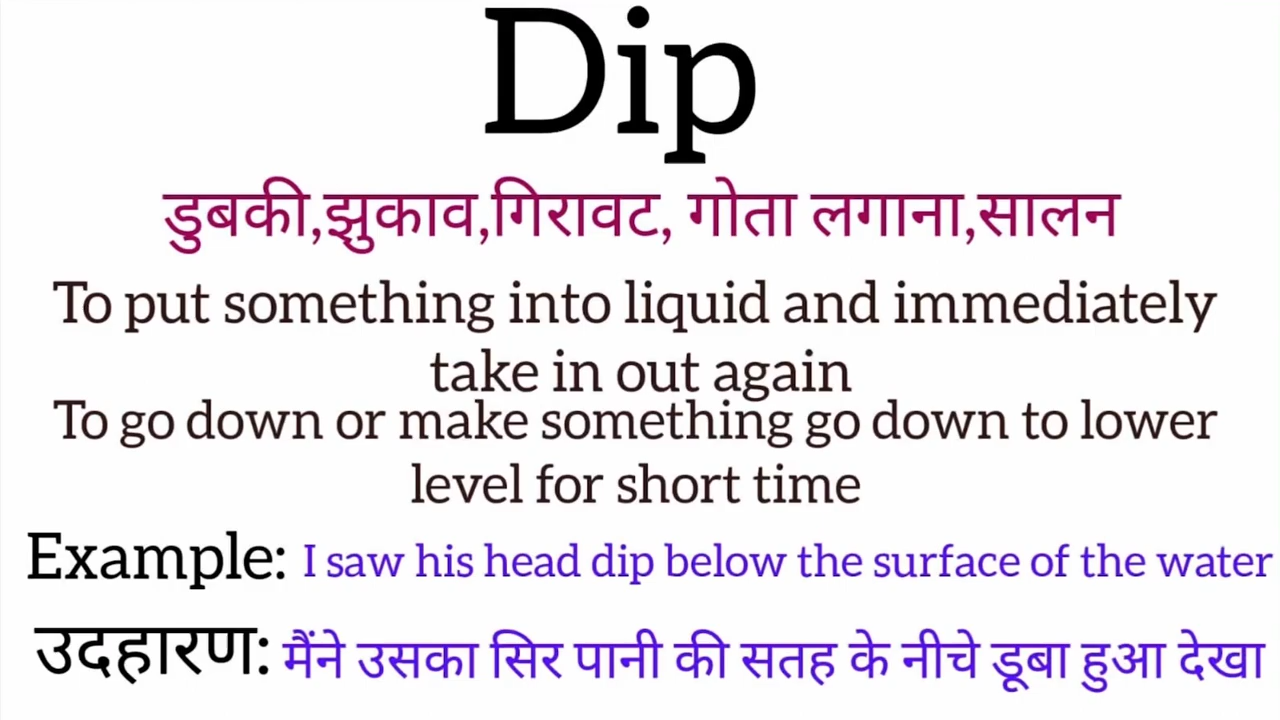 Dip
डुबकी,झुकाव,गिरावट, गोता लगाना,सालन
To put something into liquid and immediately
take in out again
To go down or make something go down to lower
level for short time
Example: I saw his head dip below the surface of the water
उदहारण: मैंने उसका सिर पानी की सतह के नीचे डूबा हुआ देखा